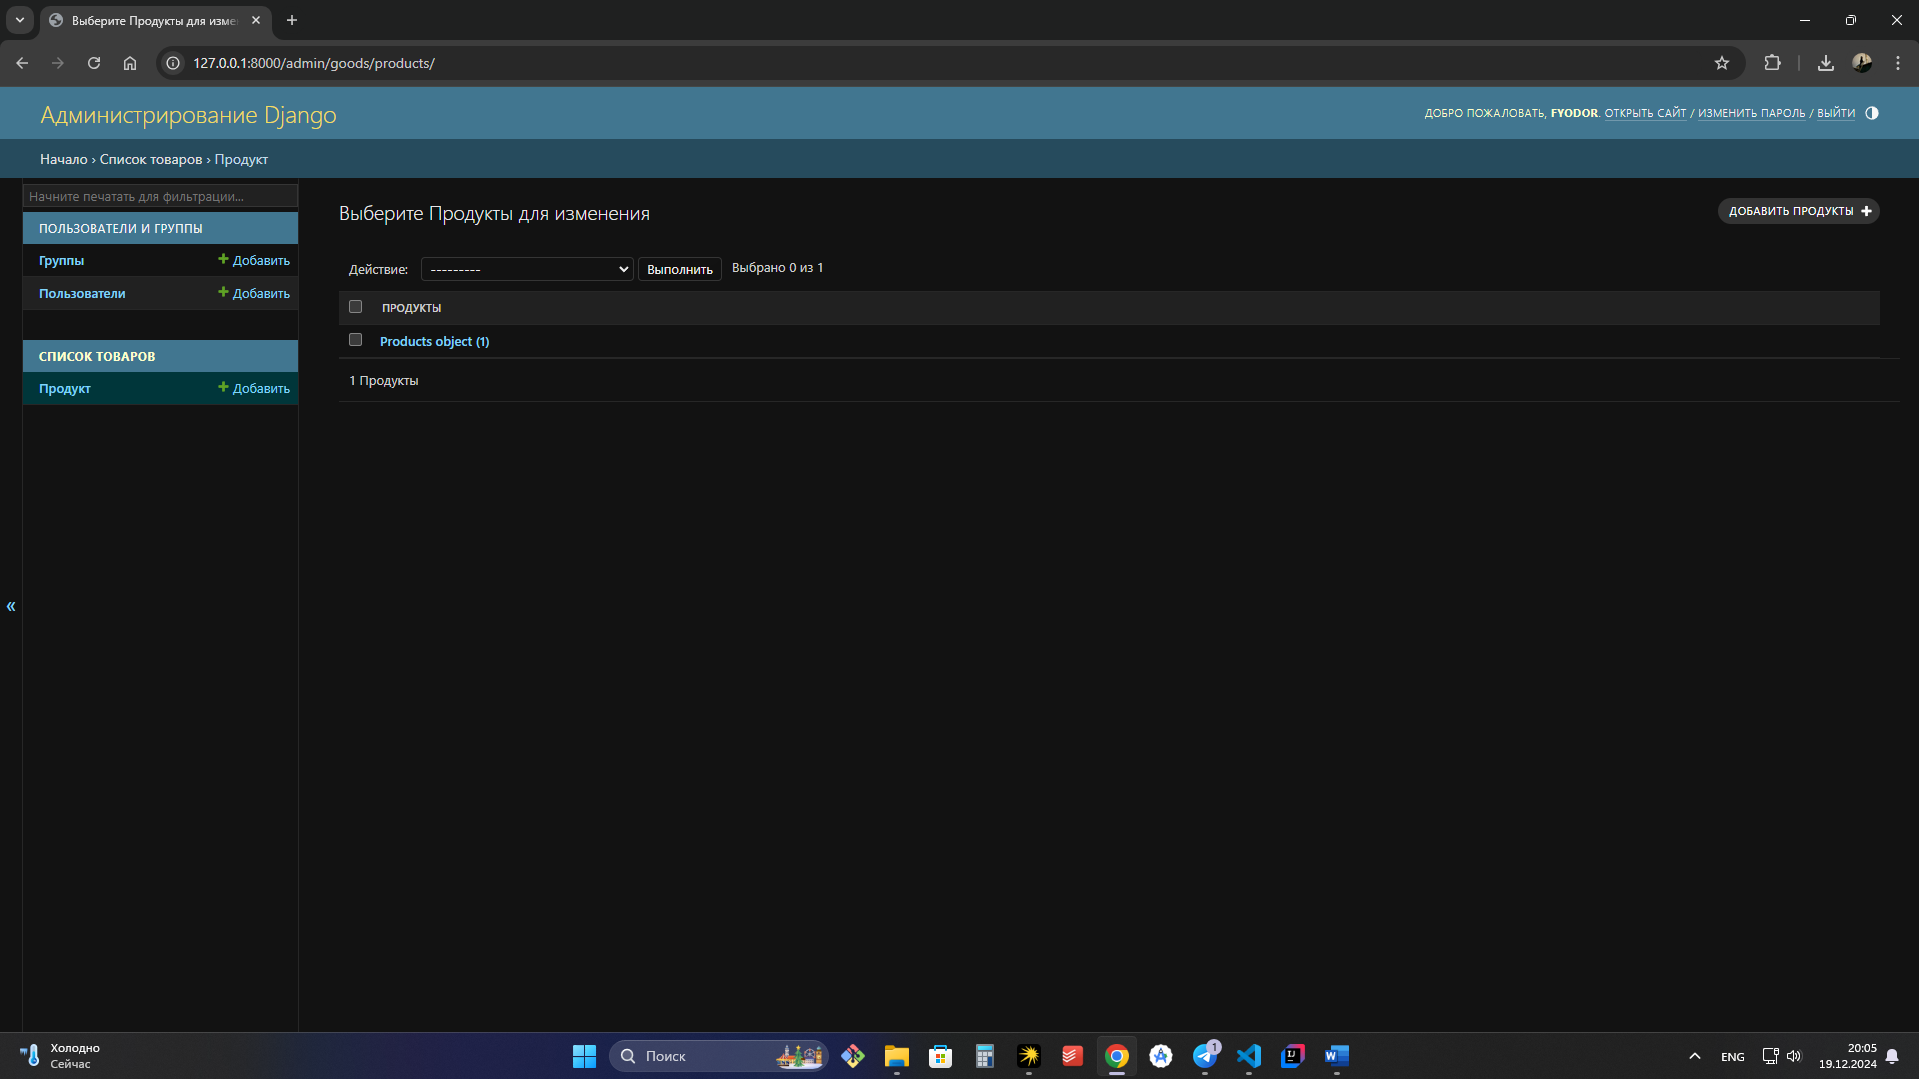 Выберите Продукты для изме
127.0.0.1:8000/admin/goods/products/
Администрирование Django
ДОБРО ПОЖАЛОВАТЬ, FYODOR. ОТКРЫТЬ САЙТ / ИЗМЕНИТЬ ПАРОЛЬ / ВЫЙТИ
Начало › Список товаров › Продукт
Начните печатать для фильтрации...
ПОЛЬЗОВАТЕЛИ И ГРУППЫ
Группы Добавить
Пользователи Добавить
СПИСОК ТОВАРОВ
Продукт Добавить
«
Выберите Продукты для изменения
ДОБАВИТЬ ПРОДУКТЫ
Действие: --------- Выполнить Выбрано 0 из 1
ПРОДУКТЫ
Products object (1)
1 Продукты
Холодно
Сейчас
Поиск
1
IJ
W
ENG
20:05
19.12.2024